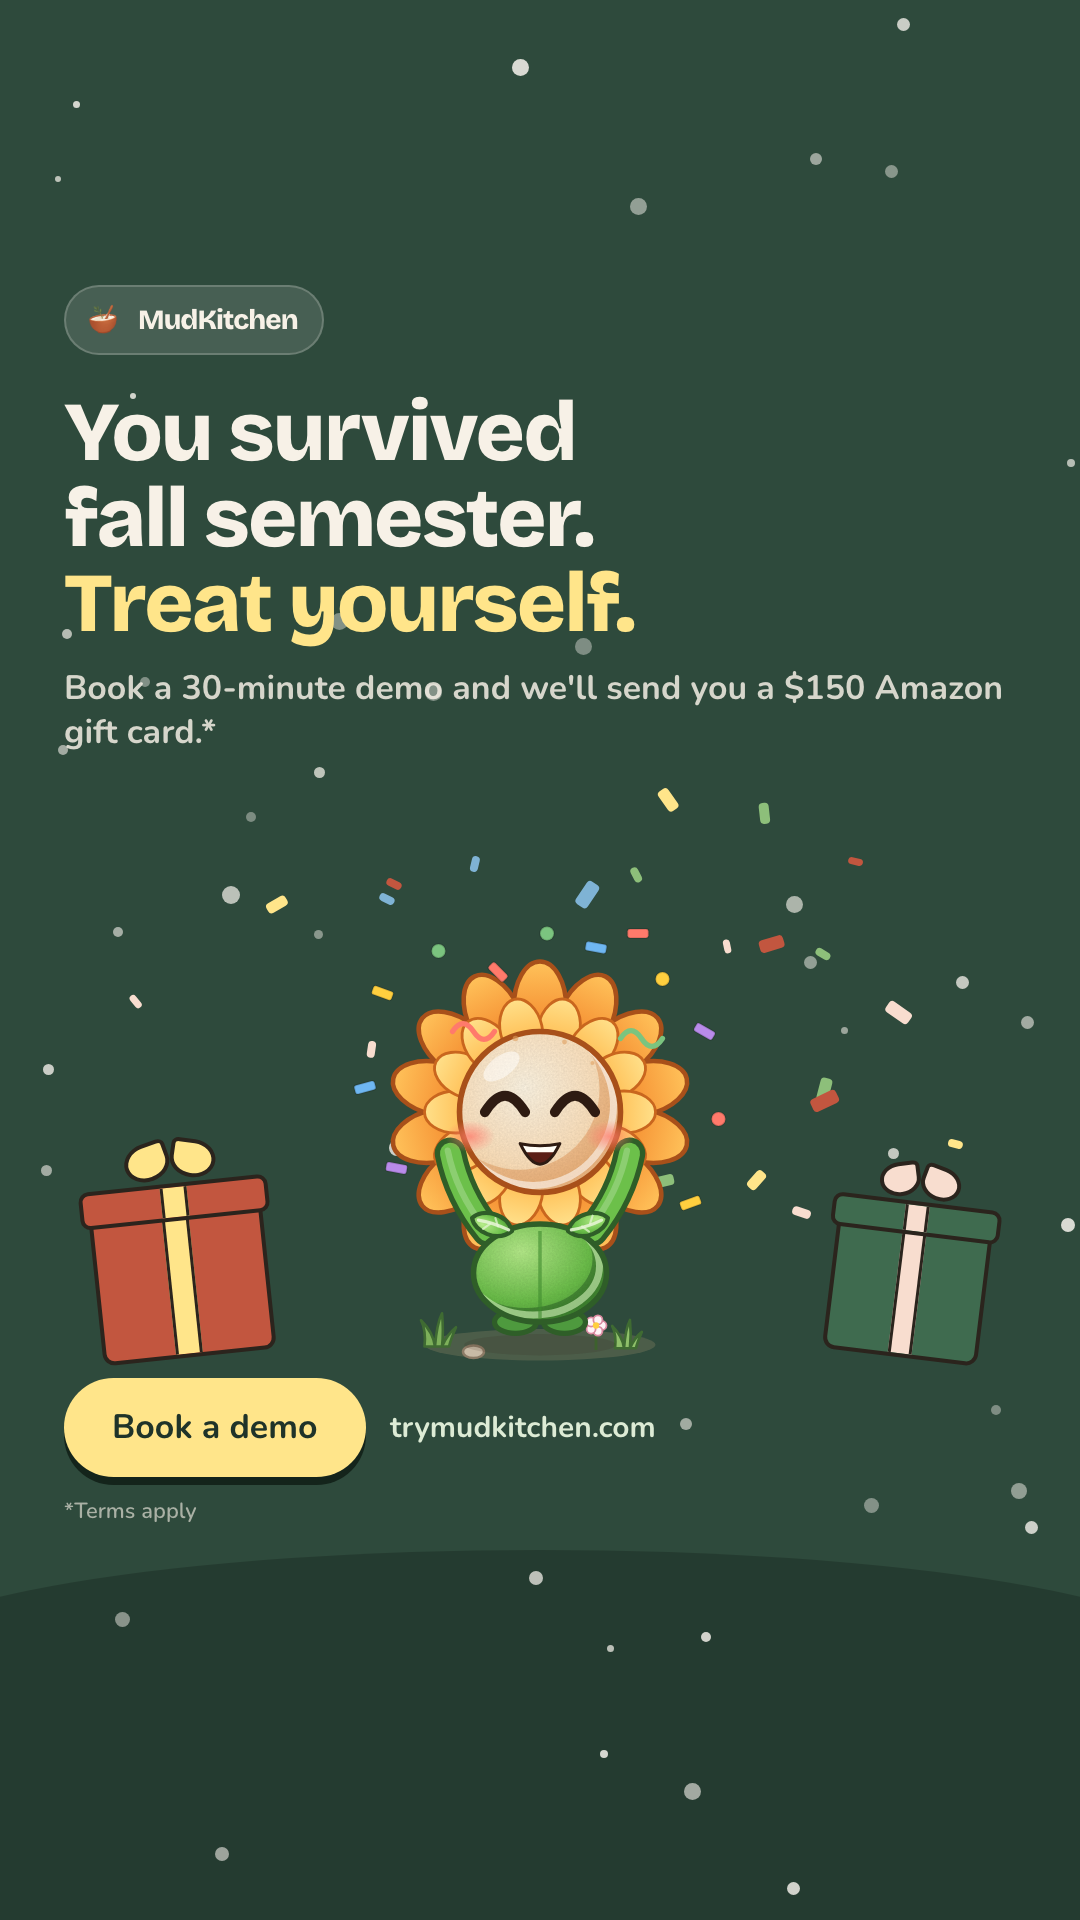 MudKitchen
You survived
fall semester.
Treat yourself.
Book a 30-minute demo and we'll send you a $150 Amazon
gift card.*
Book a demo
trymudkitchen.com
*Terms apply